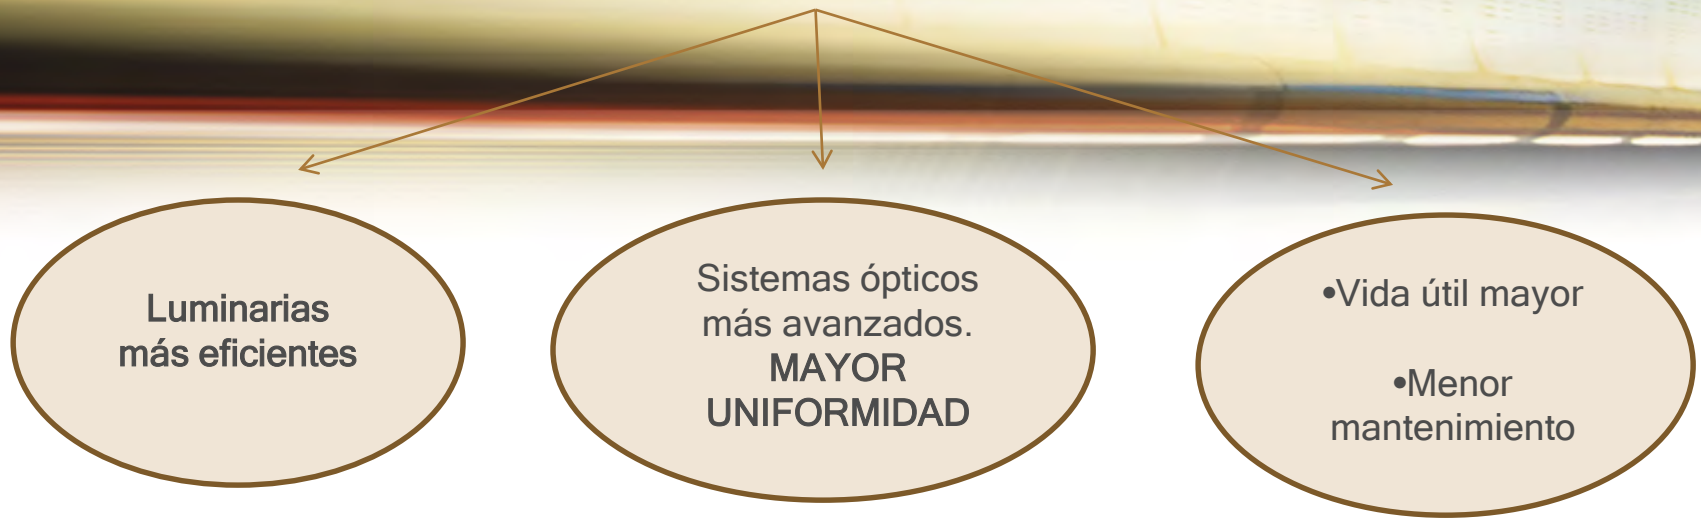 Luminarias
más eficientes
Sistemas ópticos
más avanzados.
MAYOR
UNIFORMIDAD
•Vida útil mayor
•Menor
mantenimiento